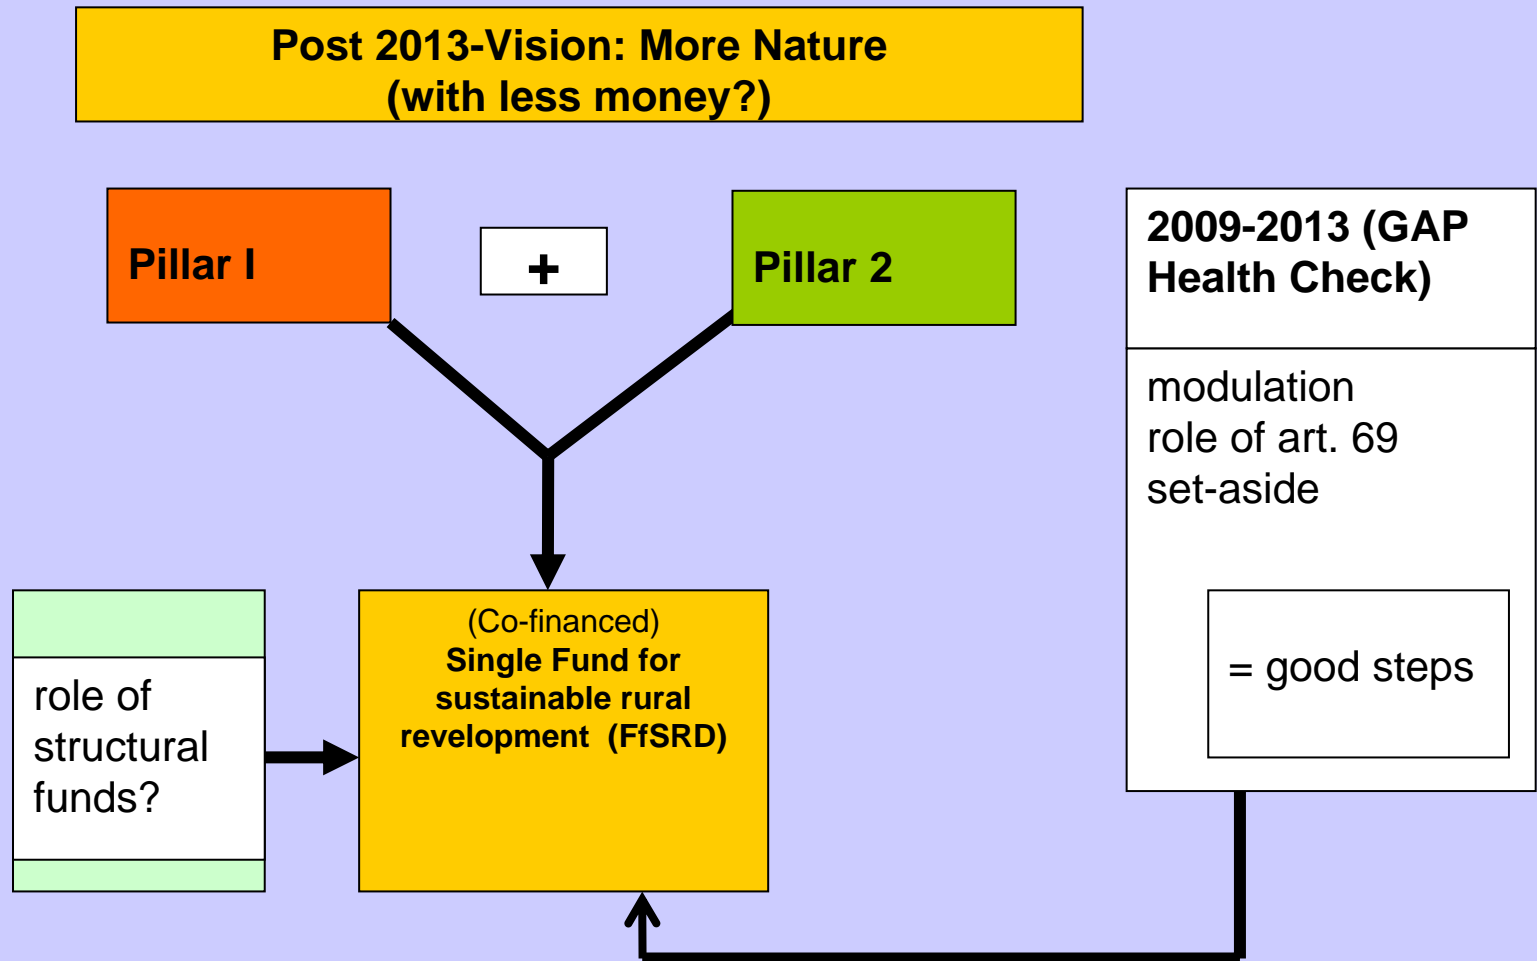 Post 2013-Vision: More Nature
(with less money?)
Pillar I
+
Pillar 2
2009-2013 (GAP
Health Check)
modulation
role of art. 69
set-aside
= good steps
role of
structural
funds?
(Co-financed)
Single Fund for
sustainable rural
revelopment (FfSRD)